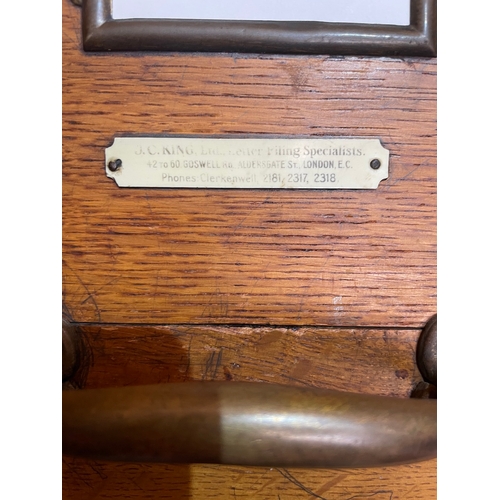 J.C. KING, Ltd. Letter Filing Specialists.
42 to 60 GOSWELL RD. ALDERSGATE ST. LONDON, E.C.
Phones: Clerkenwell, 2181, 2317, 2318.